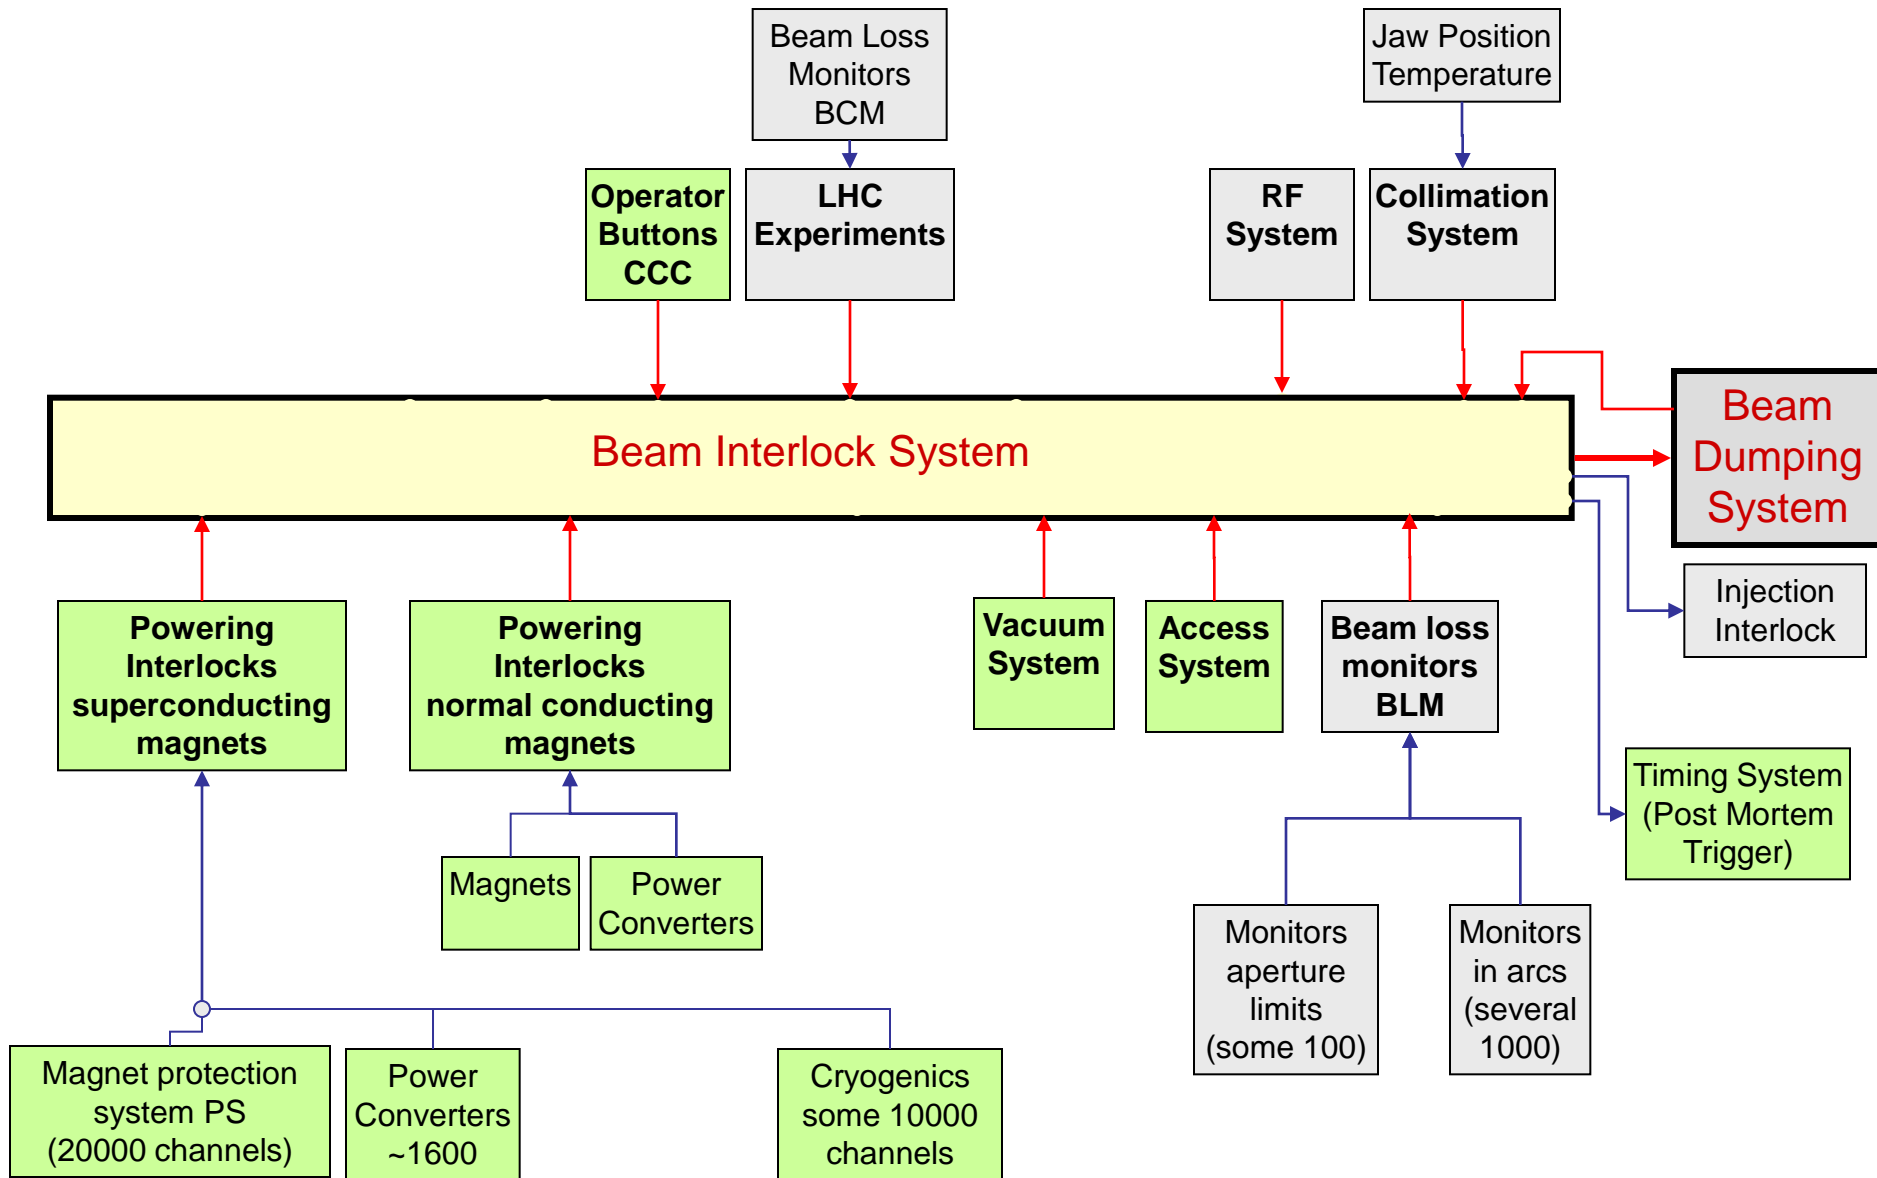 Beam Loss
Monitors
BCM
Jaw Position
Temperature
Operator
Buttons
CCC
LHC
Experiments
RF
System
Collimation
System
Beam Interlock System
Beam
Dumping
System
Injection
Interlock
Powering
Interlocks
superconducting
magnets
Powering
Interlocks
normal conducting
magnets
Vacuum
System
Access
System
Beam loss
monitors
BLM
Timing System
(Post Mortem
Trigger)
Magnets
Power
Converters
Monitors
aperture
limits
(some 100)
Monitors
in arcs
(several
1000)
Magnet protection
system PS
(20000 channels)
Power
Converters
~1600
Cryogenics
some 10000
channels